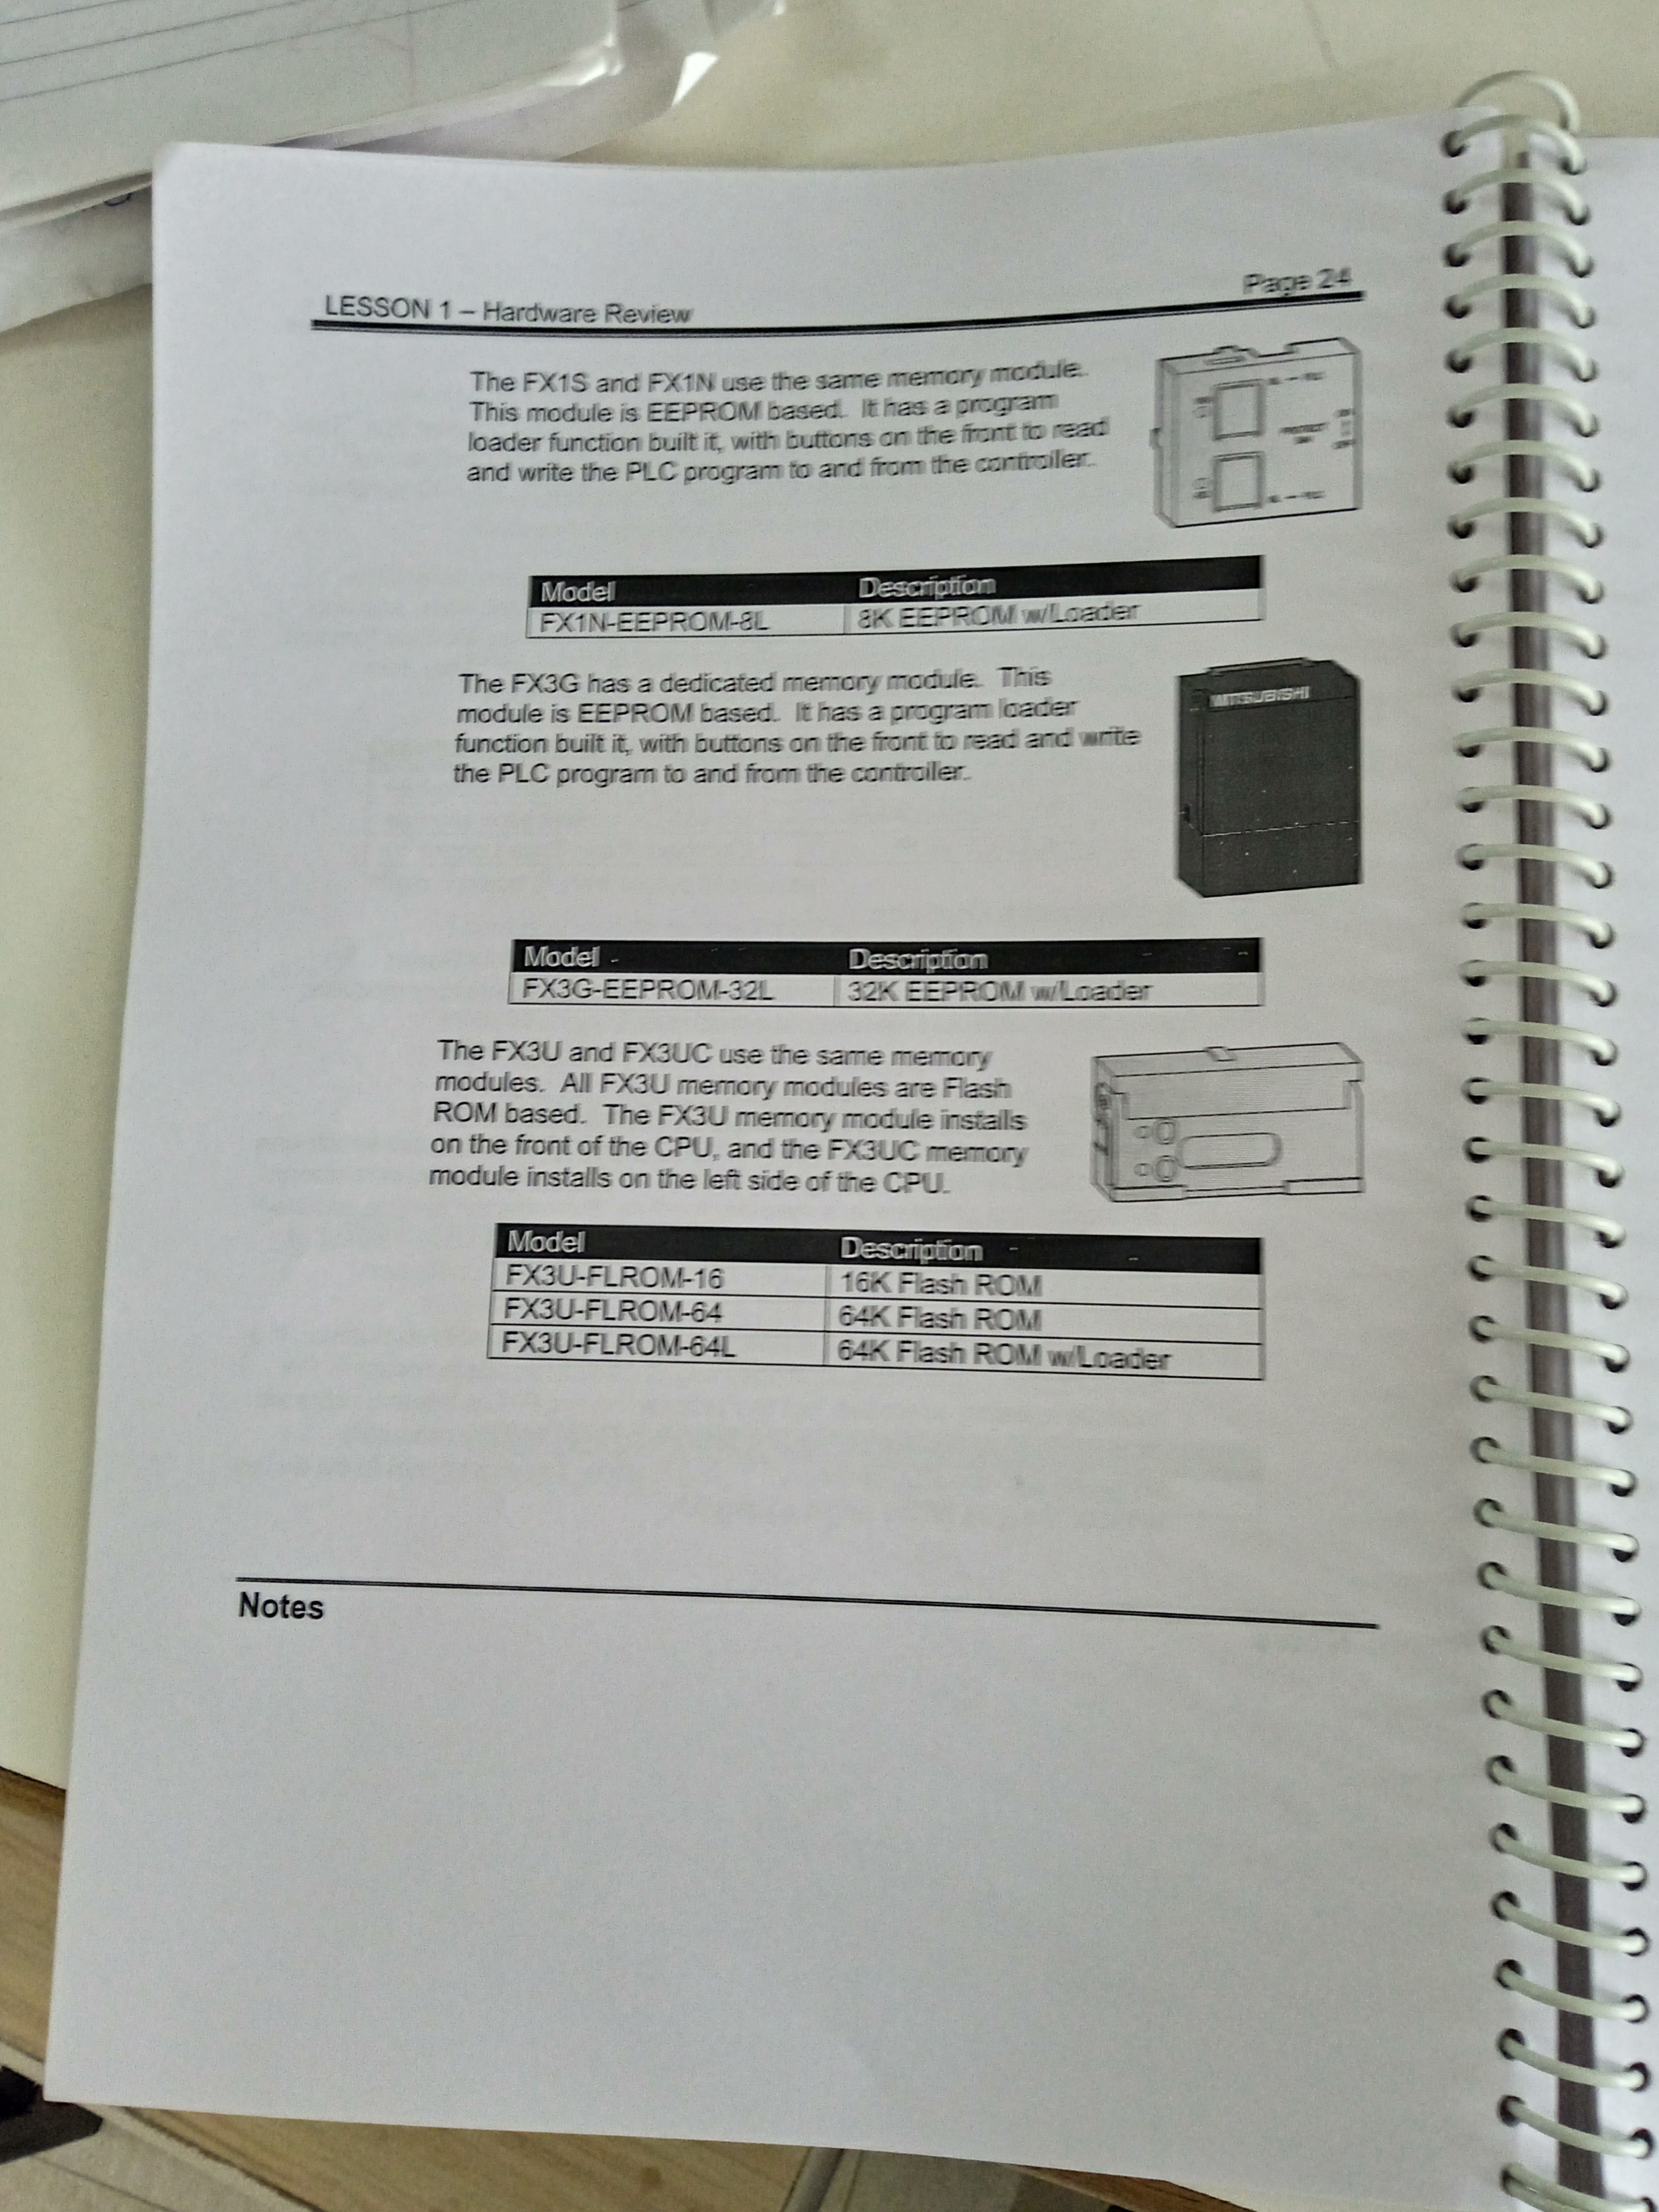 Page 24
LESSON 1 – Hardware Review
The FX1S and FX1N use the same memory module.
This module is EEPROM based. It has a program
loader function built it, with buttons on the front to read
and write the PLC program to and from the controller.
Model Description
FX1N-EEPROM-8L 8K EEPROM w/Loader
The FX3G has a dedicated memory module. This
module is EEPROM based. It has a program loader
function built it, with buttons on the front to read and write
the PLC program to and from the controller.
MITSUBISHI
Model Description
FX3G-EEPROM-32L 32K EEPROM w/Loader
The FX3U and FX3UC use the same memory
modules. All FX3U memory modules are Flash
ROM based. The FX3U memory module installs
on the front of the CPU, and the FX3UC memory
module installs on the left side of the CPU.
Model Description
FX3U-FLROM-16 16K Flash ROM
FX3U-FLROM-64 64K Flash ROM
FX3U-FLROM-64L 64K Flash ROM w/Loader
Notes